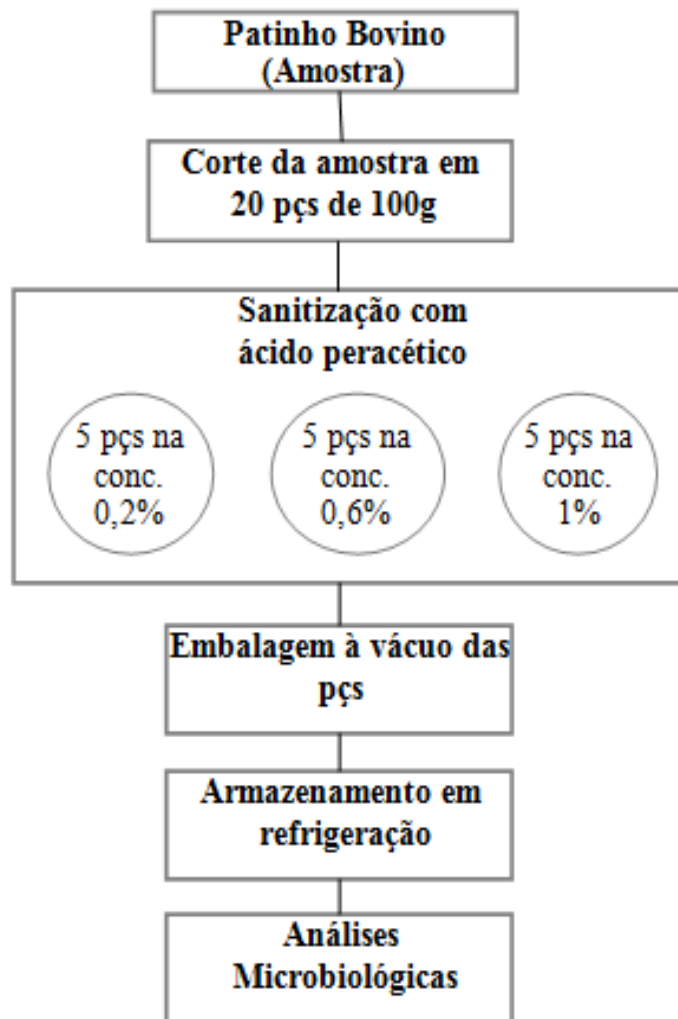 Patinho Bovino
(Amostra)
Corte da amostra em
20 pçs de 100g
Sanitização com
ácido peracético
5 pçs na
conc.
0,2%
5 pçs na
conc.
0,6%
5 pçs na
conc.
1%
Embalagem à vácuo das
pçs
Armazenamento em
refrigeração
Análises
Microbiológicas